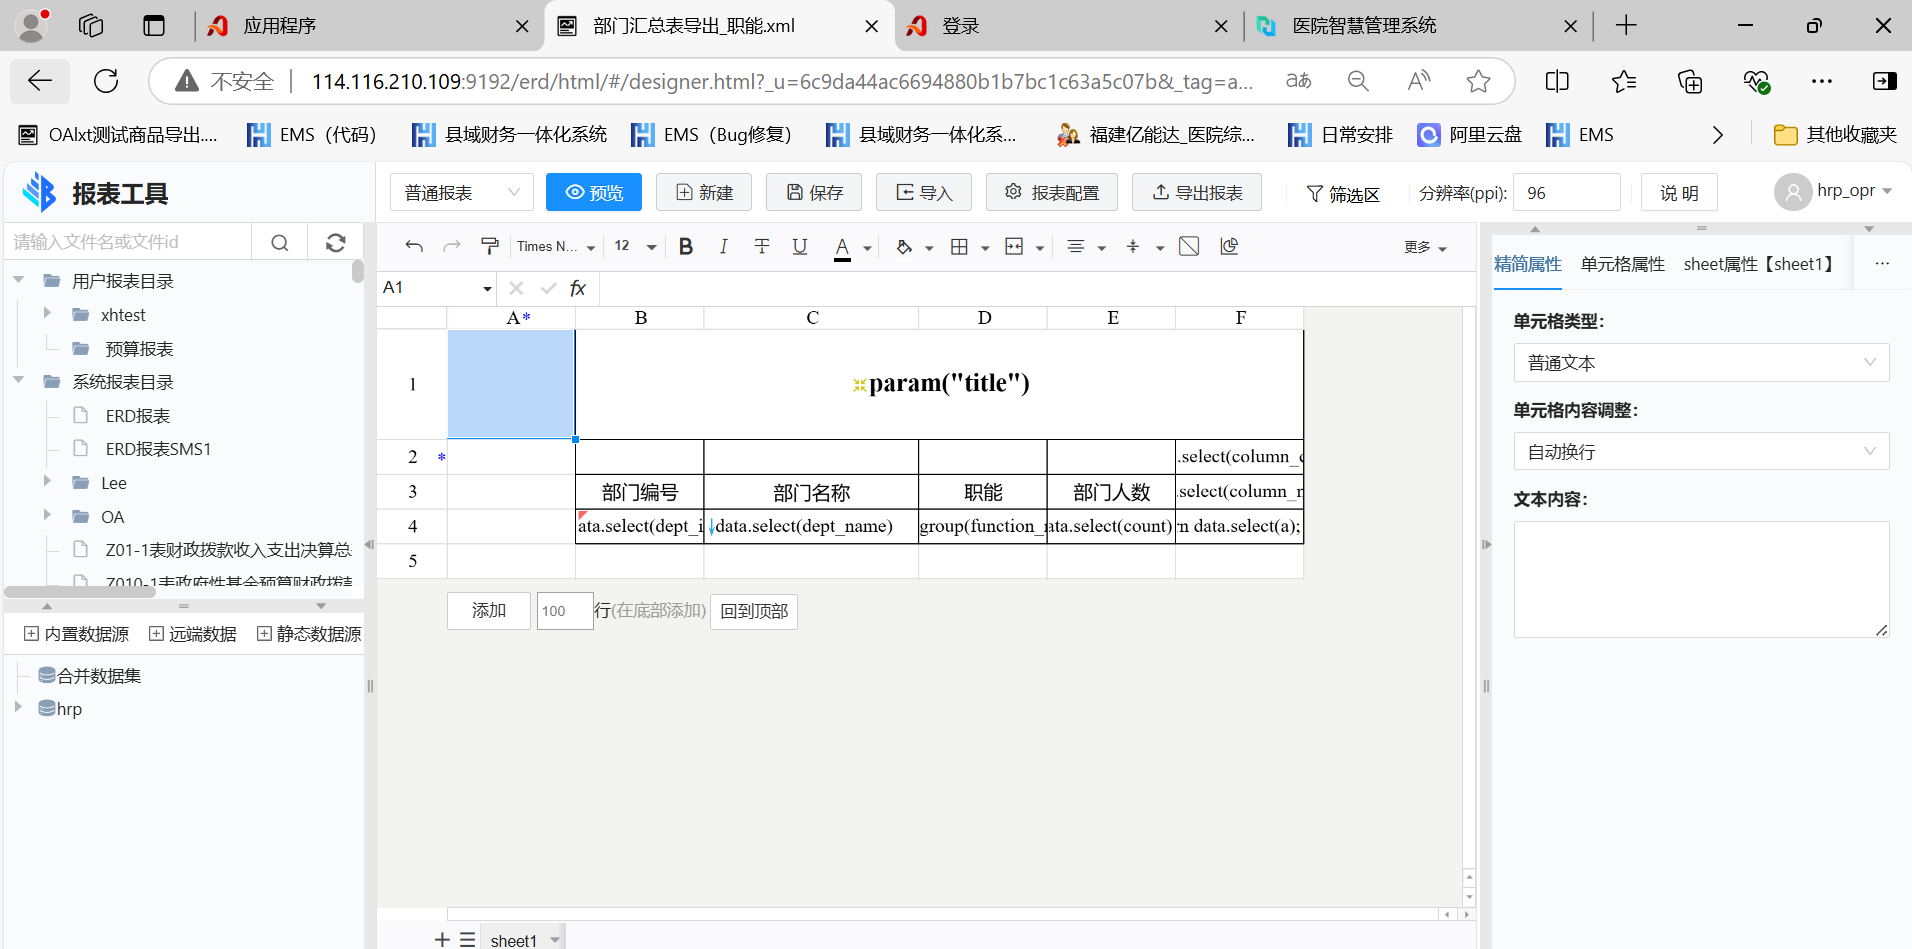 应用程序
部门汇总表导出_职能.xml
登录
医院智慧管理系统
不安全
114.116.210.109:9192/erd/html/#/designer.html?_u=6c9da44ac6694880b1b7bc1c63a5c07b&_tag=a...
OAlxt测试商品导出....
EMS（代码）
县域财务一体化系统
EMS（Bug修复）
县域财务一体化系...
福建亿能达_医院综...
日常安排
阿里云盘
EMS
其他收藏夹
报表工具
普通报表
预览
新建
保存
导入
报表配置
导出报表
筛选区
分辨率(ppi):
96
说 明
hrp_opr
请输入文件名或文件id
Times N...
12
B
I
T
U
A
更多
精简属性
单元格属性
sheet属性【sheet1】
...
用户报表目录
xhtest
预算报表
系统报表目录
ERD报表
ERD报表SMS1
Lee
OA
Z01-1表财政拨款收入支出决算总
Z010-1表政府性基金预算财政拨
A1
fx
A*
B
C
D
E
F
1
param("title")
2
*
.select(column_c
3
部门编号
部门名称
职能
部门人数
.select(column_n
4
ata.select(dept_i
data.select(dept_name)
group(function_
ata.select(count)
rn data.select(a);
5
添加
100
行(在底部添加)
回到顶部
单元格类型：
普通文本
单元格内容调整：
自动换行
文本内容：
内置数据源
远端数据
静态数据源
合并数据集
hrp
sheet1